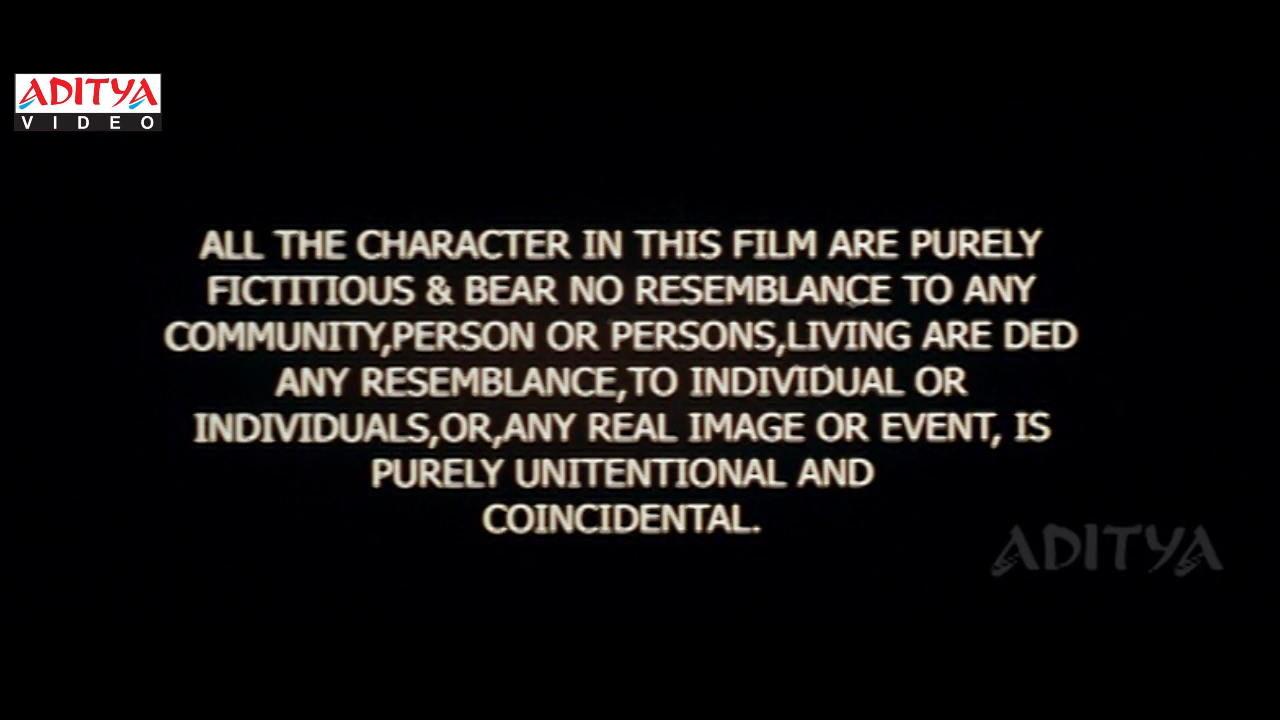 ADITYA
VIDEO
ALL THE CHARACTER IN THIS FILM ARE PURELY
FICTITIOUS & BEAR NO RESEMBLANCE TO ANY
COMMUNITY,PERSON OR PERSONS,LIVING ARE DED
ANY RESEMBLANCE,TO INDIVIDUAL OR
INDIVIDUALS,OR,ANY REAL IMAGE OR EVENT, IS
PURELY UNITENTIONAL AND
COINCIDENTAL.
ADITYA